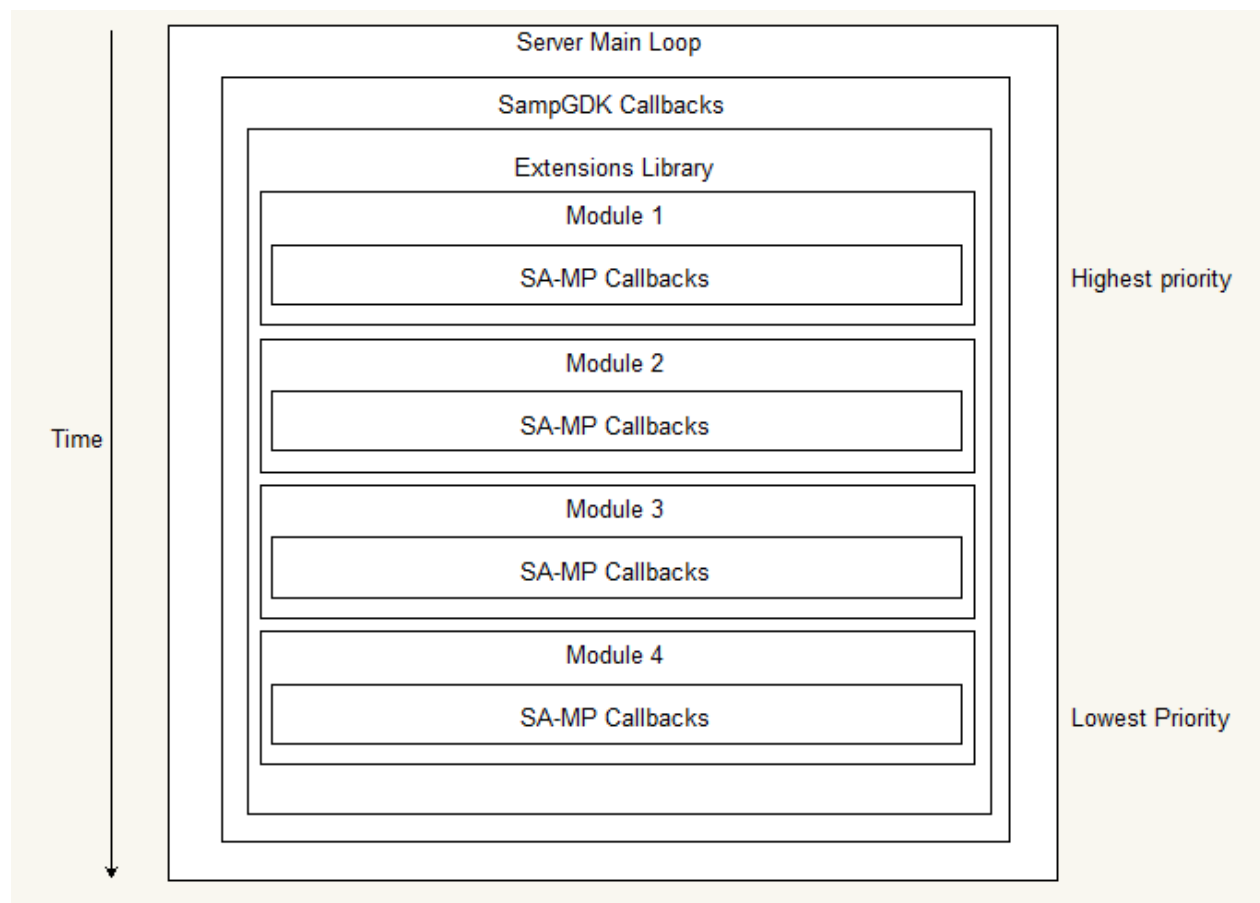 Server Main Loop
SampGDK Callbacks
Extensions Library
Module 1
SA-MP Callbacks
Highest priority
Module 2
SA-MP Callbacks
Time
Module 3
SA-MP Callbacks
Module 4
SA-MP Callbacks
Lowest Priority